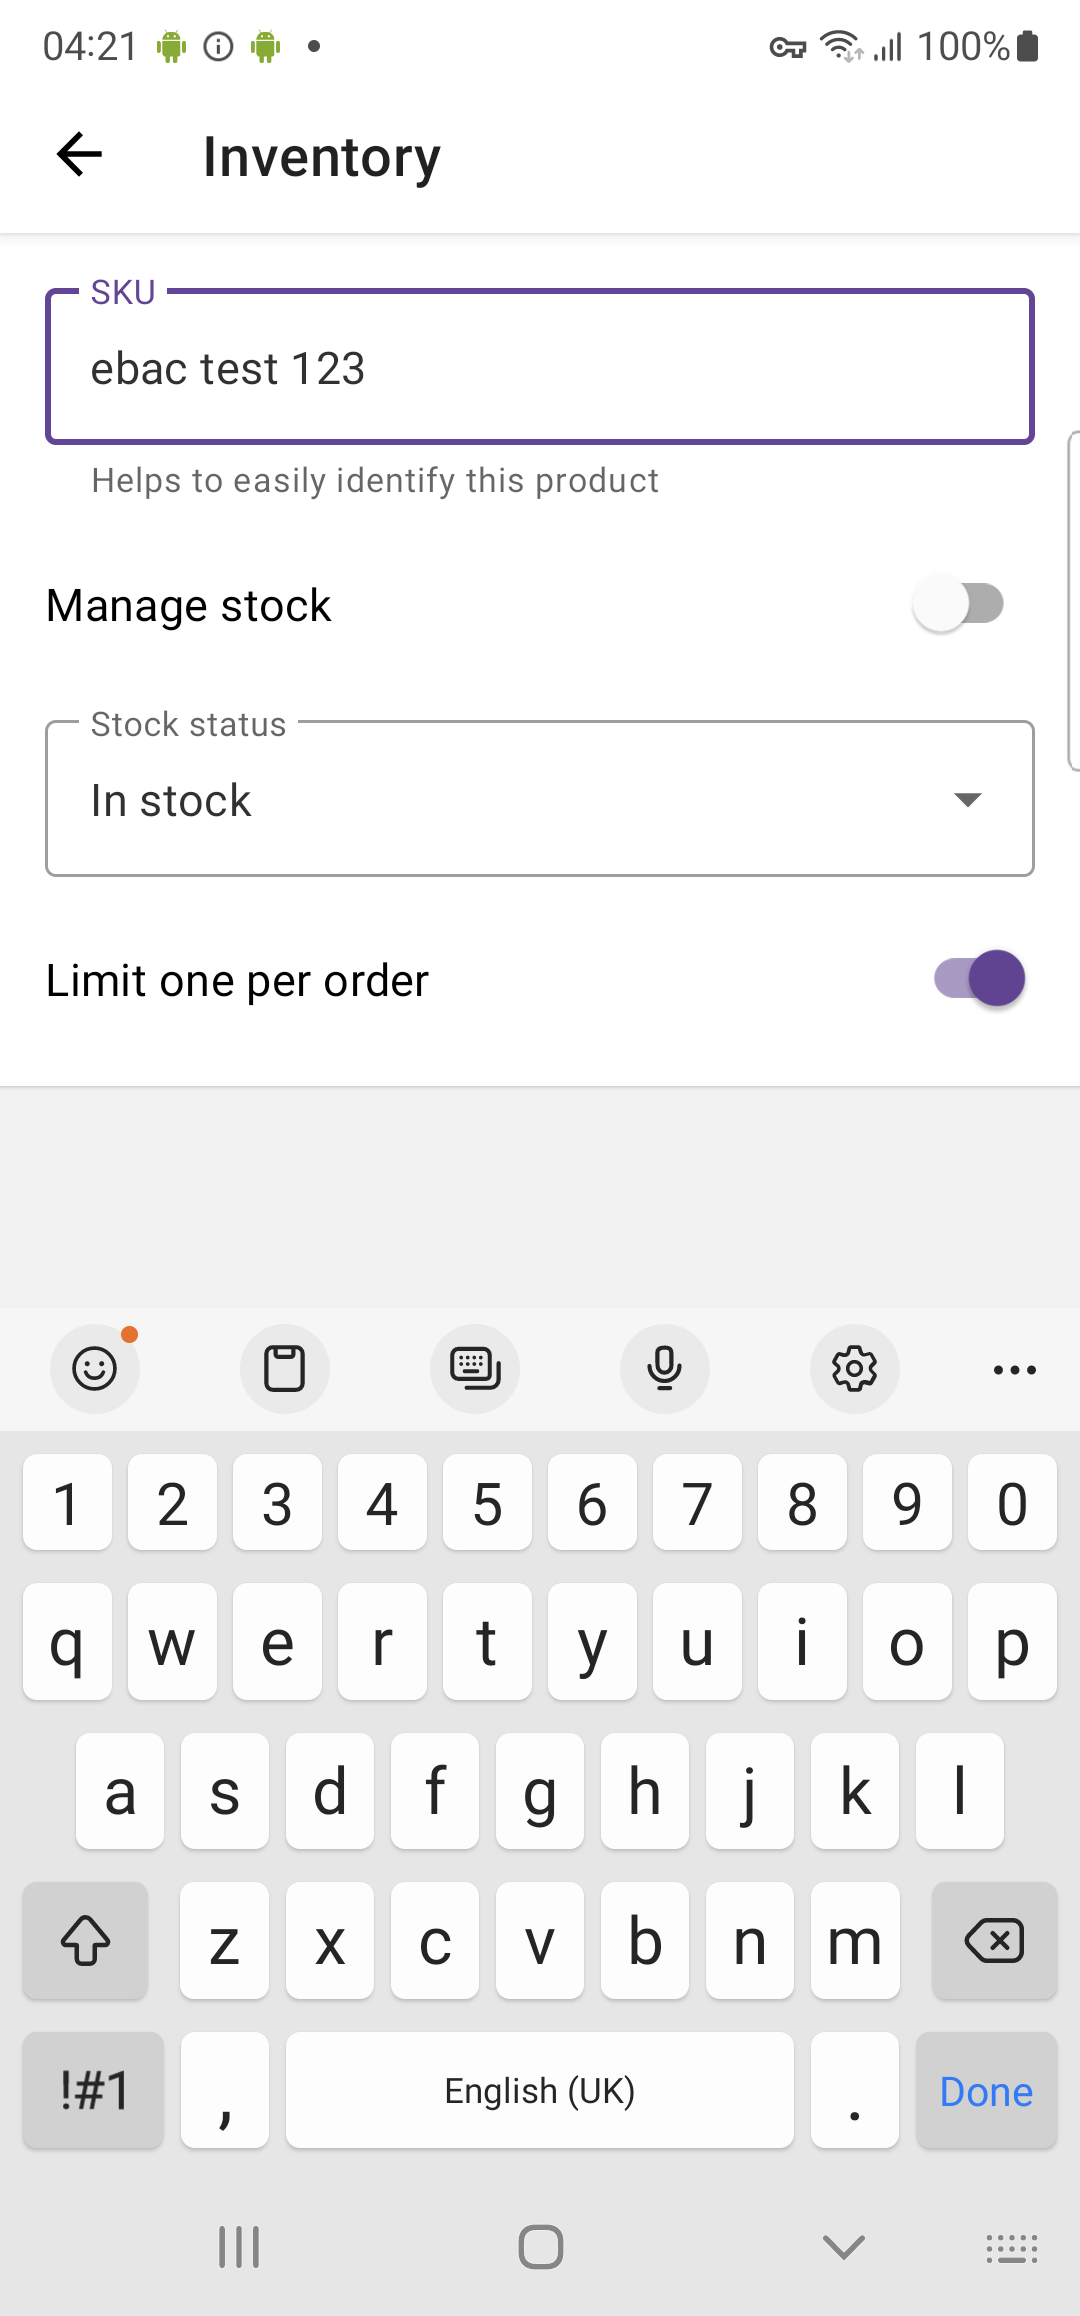 04:21 100%
Inventory
SKU
ebac test 123
Helps to easily identify this product
Manage stock
Stock status
In stock
Limit one per order
1 2 3 4 5 6 7 8 9 0
q w e r t y u i o p
a s d f g h j k l
z x c v b n m
!#1 , English (UK) . Done